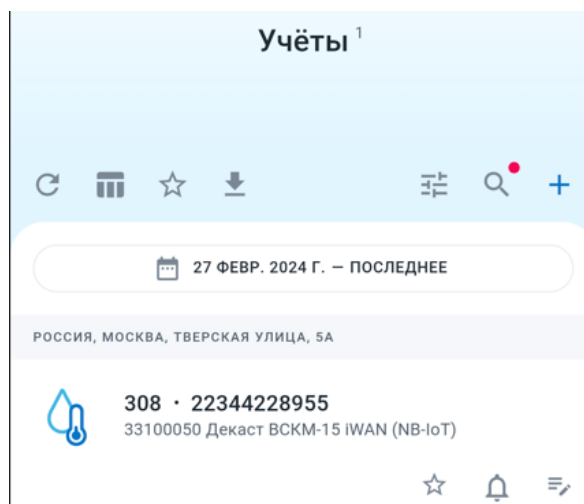 Учёты 1
27 ФЕВР. 2024 Г. — ПОСЛЕДНЕЕ
РОССИЯ, МОСКВА, ТВЕРСКАЯ УЛИЦА, 5А
308 · 22344228955
33100050 Декаст ВСКМ-15 iWAN (NB-IoT)